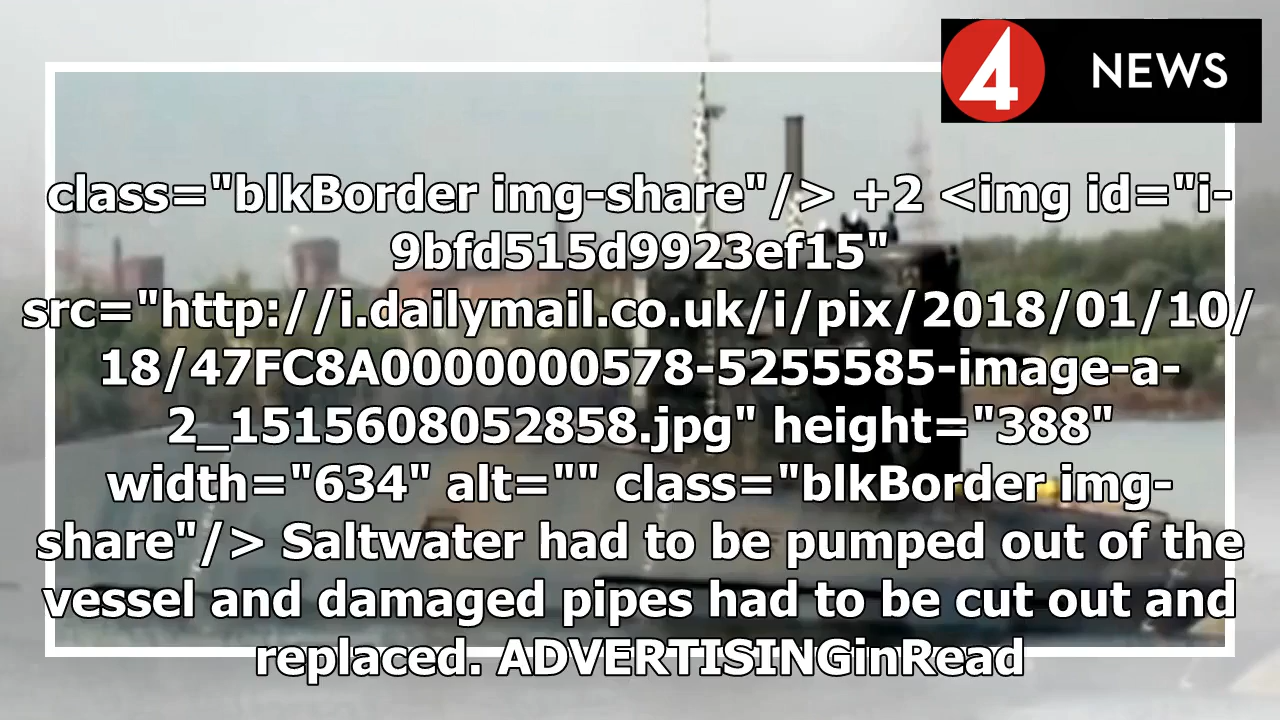 4 NEWS
class="blkBorder img-share"/> +2 <img id="i-
9bfd515d9923ef15"
src="http://i.dailymail.co.uk/i/pix/2018/01/10/
18/47FC8A0000000578-5255585-image-a-
2_1515608052858.jpg" height="388"
width="634" alt="" class="blkBorder img-
share"/> Saltwater had to be pumped out of the
vessel and damaged pipes had to be cut out and
replaced. ADVERTISINGinRead